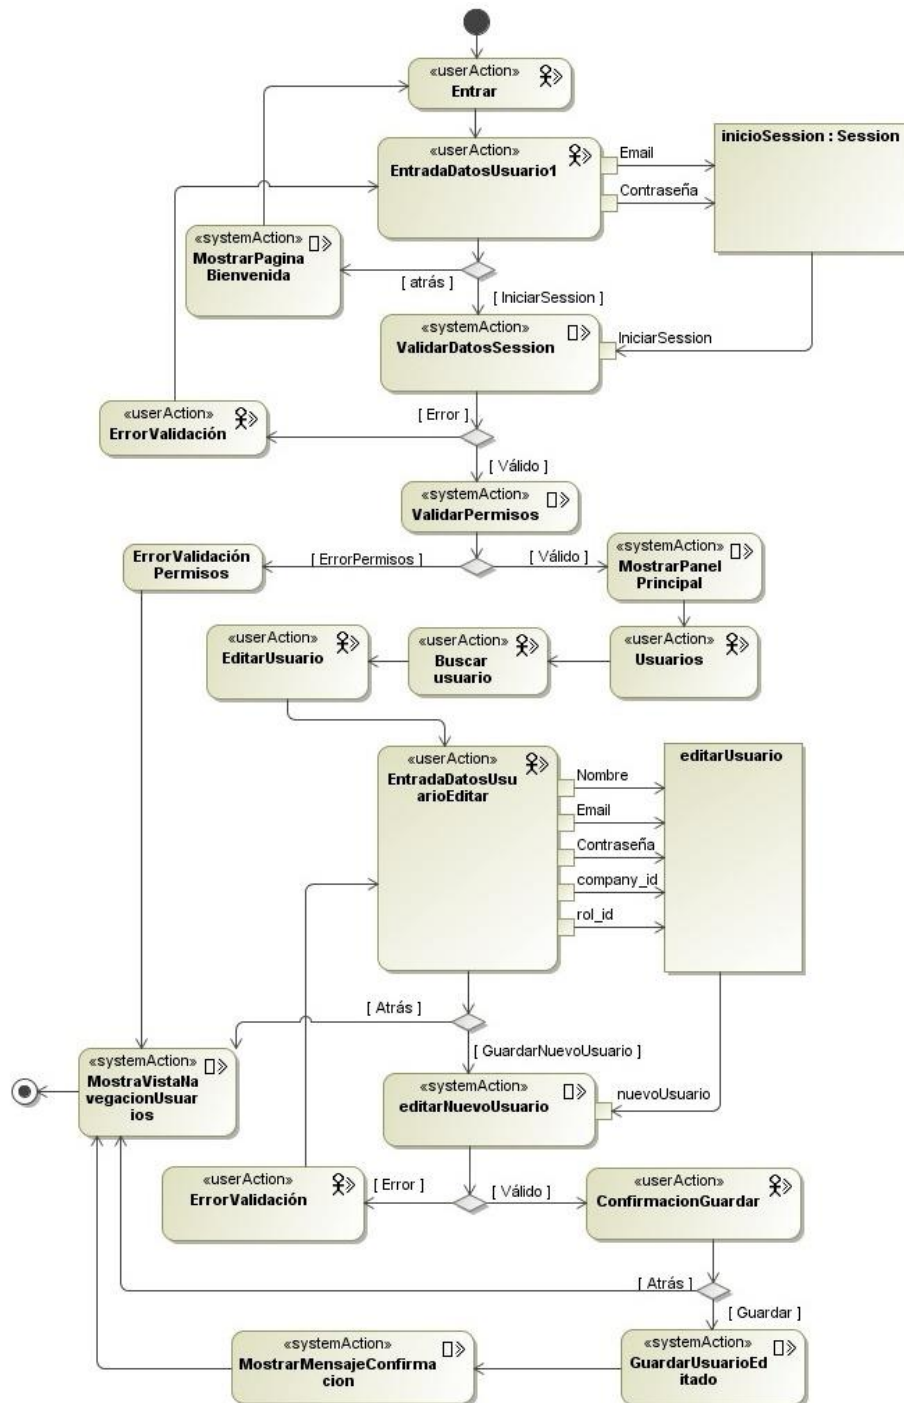 «userAction»
Entrar
«userAction»
EntradaDatosUsuario1
Email
Contraseña
inicioSession : Session
«systemAction»
MostrarPagina
Bienvenida
[ atrás ]
[ IniciarSession ]
«systemAction»
ValidarDatosSession
IniciarSession
[ Error ]
«userAction»
ErrorValidación
[ Válido ]
«systemAction»
ValidarPermisos
ErrorValidación
Permisos
[ ErrorPermisos ]
[ Válido ]
«systemAction»
MostrarPanel
Principal
«userAction»
EditarUsuario
«userAction»
Buscar
usuario
«userAction»
Usuarios
«userAction»
EntradaDatosUsu
arioEditar
Nombre
Email
Contraseña
company_id
rol_id
editarUsuario
[ Atrás ]
[ GuardarNuevoUsuario ]
«systemAction»
MostraVistaNa
vegacionUsuar
ios
«systemAction»
editarNuevoUsuario
nuevoUsuario
«userAction»
ErrorValidación
[ Error ]
[ Válido ]
«userAction»
ConfirmacionGuardar
[ Atrás ]
[ Guardar ]
«systemAction»
MostrarMensajeConfirma
cion
«systemAction»
GuardarUsuarioEd
itado